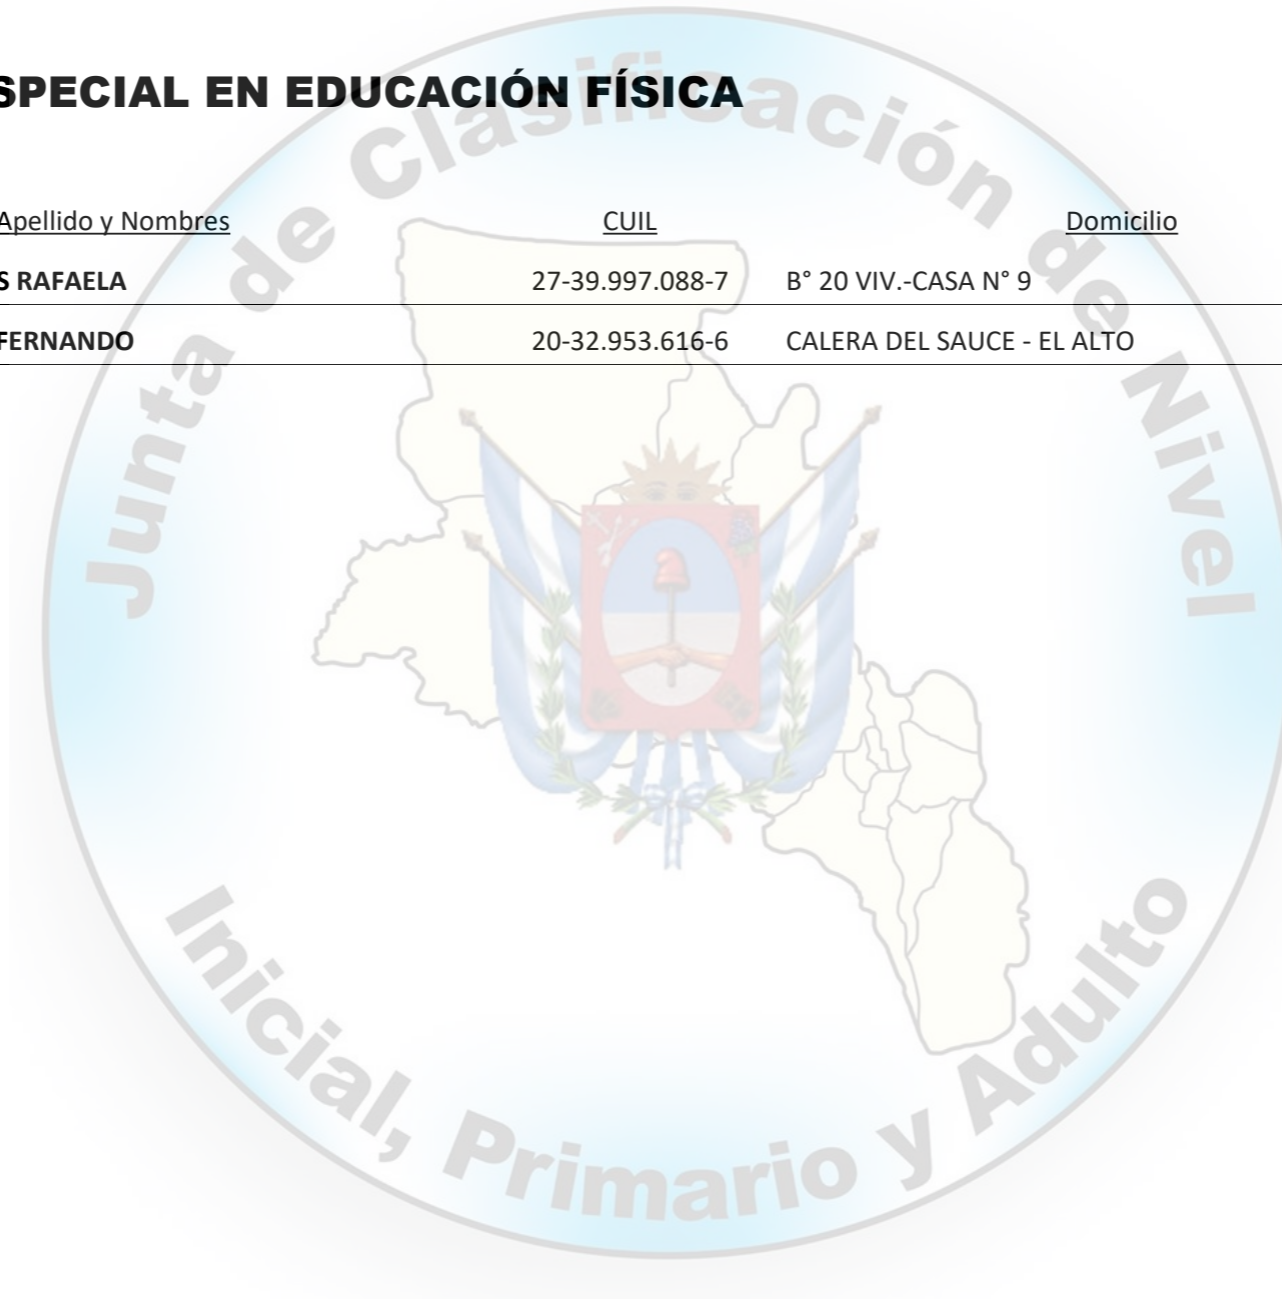 SPECIAL EN EDUCACIÓN FÍSICA
Apellido y Nombres CUIL Domicilio
S RAFAELA 27-39.997.088-7 B° 20 VIV.-CASA N° 9
FERNANDO 20-32.953.616-6 CALERA DEL SAUCE - EL ALTO
Junta de Clasificación de Nivel
Inicial, Primario y Adulto